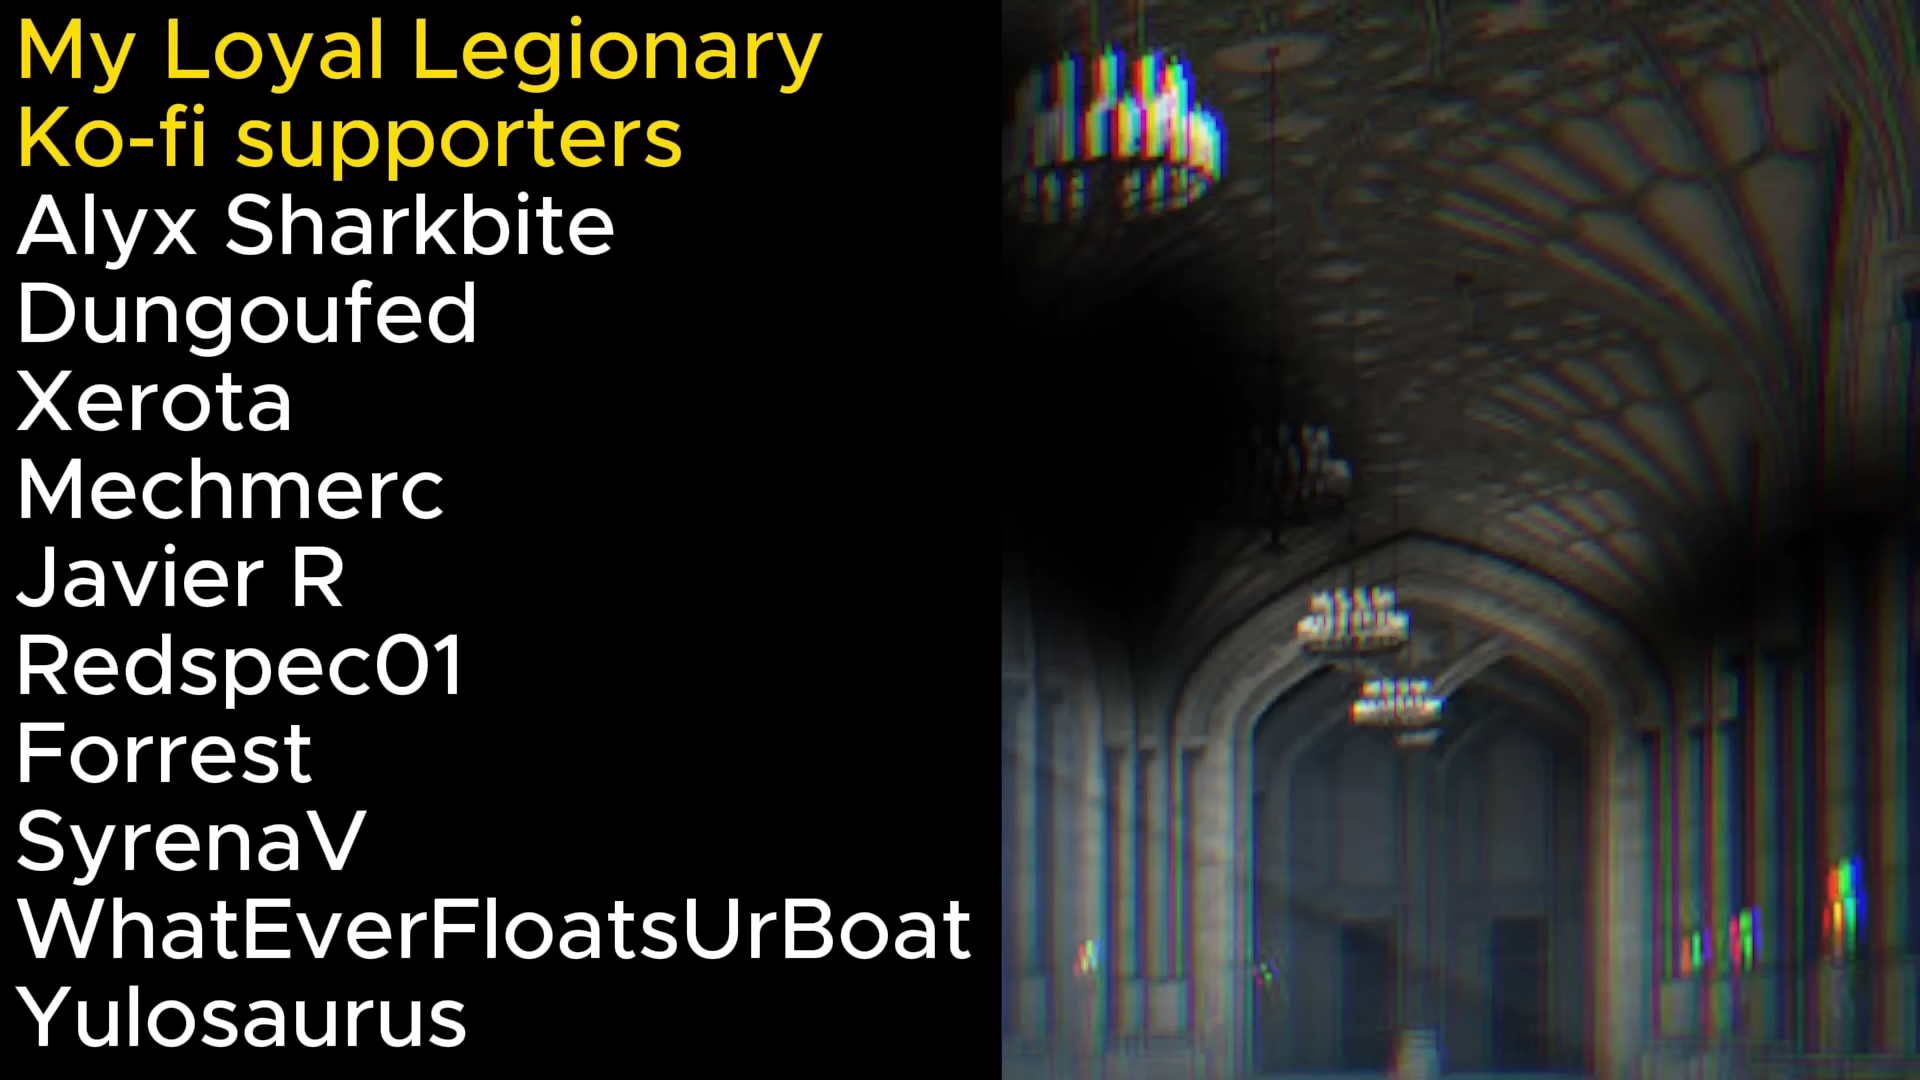 My Loyal Legionary
Ko-fi supporters
Alyx Sharkbite
Dungoufed
Xerota
Mechmerc
Javier R
Redspec01
Forrest
SyrenaV
WhatEverFloatsUrBoat
Yulosaurus